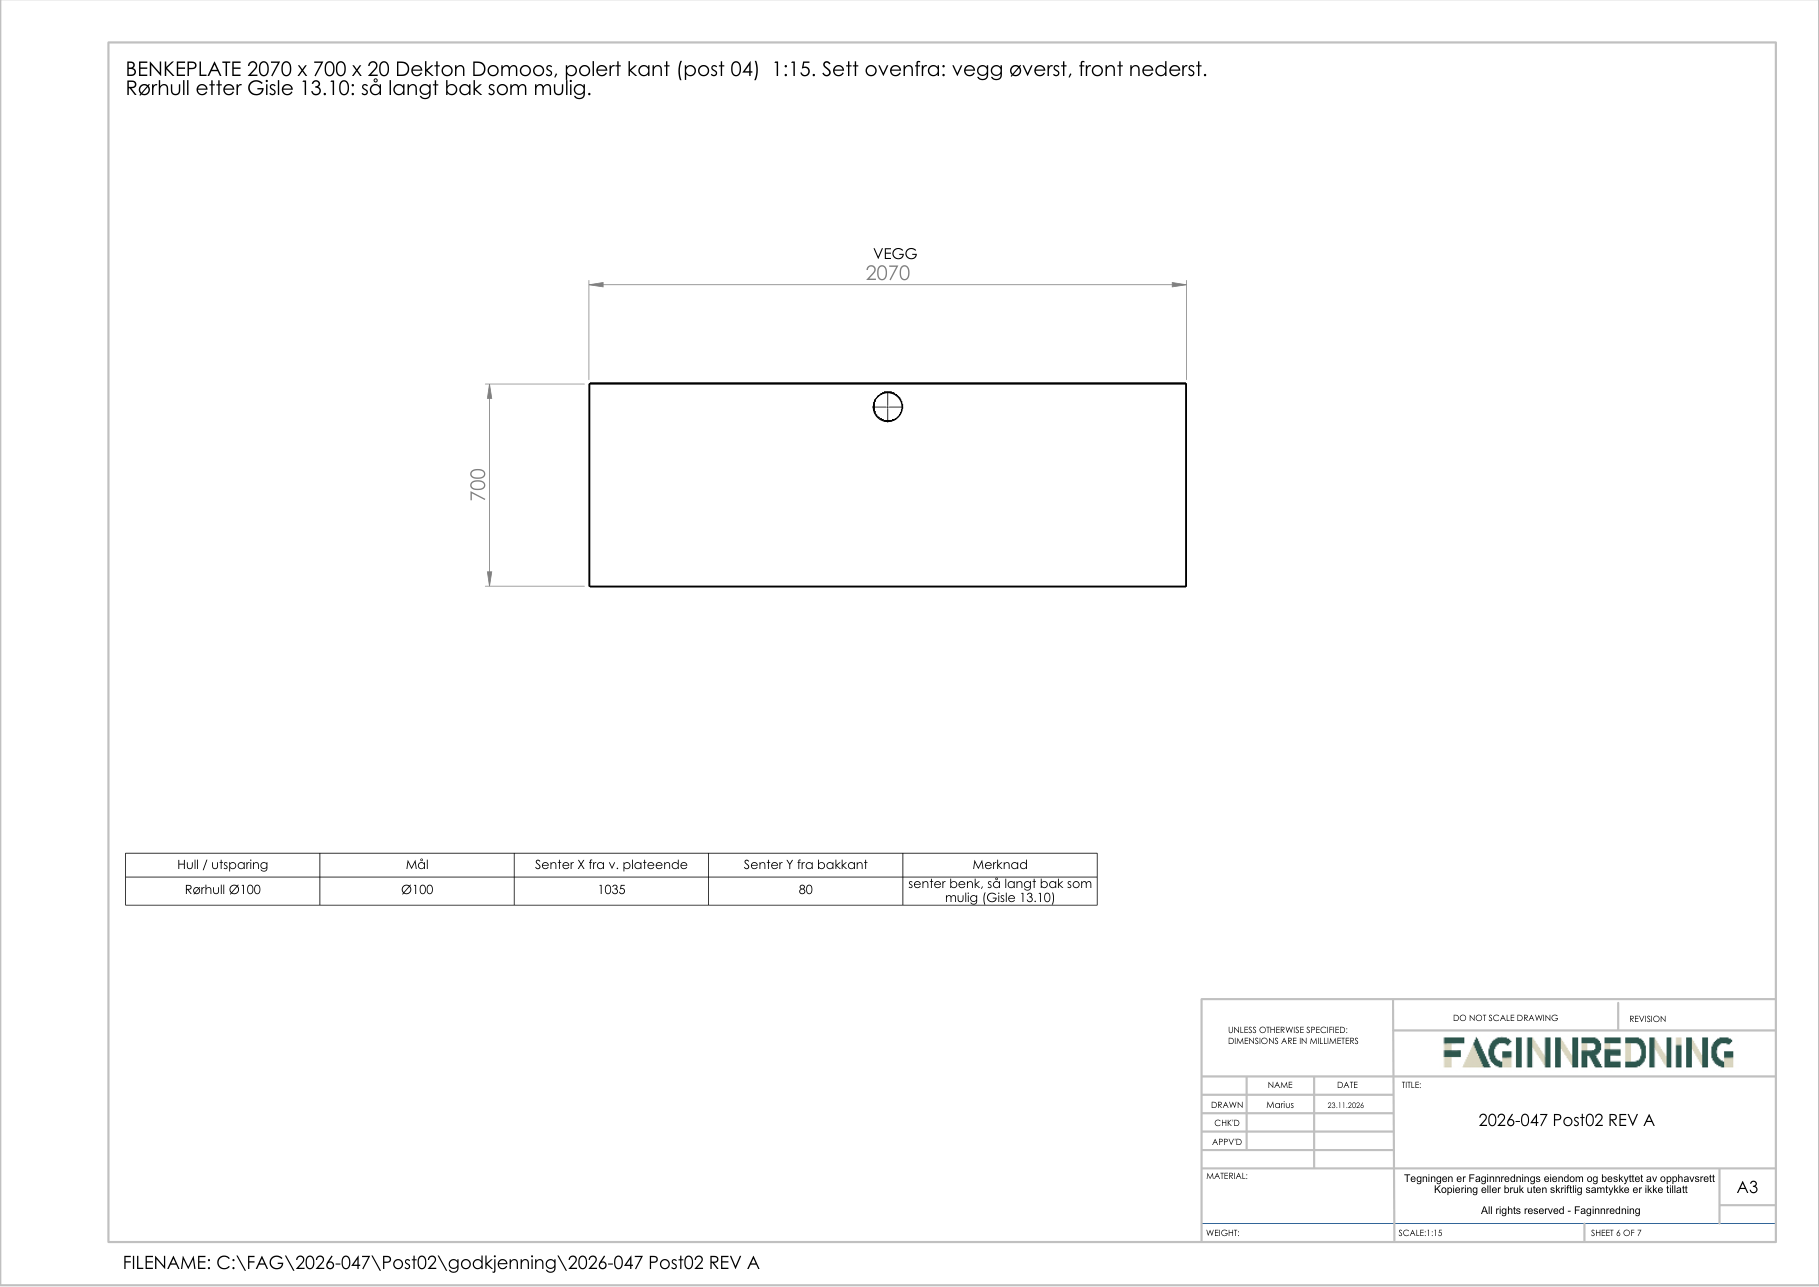 BENKEPLATE 2070 x 700 x 20 Dekton Domoos, polert kant (post 04)  1:15. Sett ovenfra: vegg øverst, front nederst.
Rørhull etter Gisle 13.10: så langt bak som mulig.
VEGG
2070
700
Hull / utsparing
Mål
Senter X fra v. plateende
Senter Y fra bakkant
Merknad
Rørhull Ø100
Ø100
1035
80
senter benk, så langt bak som
mulig (Gisle 13.10)
UNLESS OTHERWISE SPECIFIED:
DIMENSIONS ARE IN MILLIMETERS
DO NOT SCALE DRAWING
REVISION
FAGINNREDNiNG
NAME
DATE
TITLE:
DRAWN
Marius
23.11.2026
CHK'D
APPV'D
2026-047 Post02 REV A
MATERIAL:
Tegningen er Faginnrednings eiendom og beskyttet av opphavsrett
Kopiering eller bruk uten skriftlig samtykke er ikke tillatt
All rights reserved - Faginnredning
A3
WEIGHT:
SCALE:1:15
SHEET 6 OF 7
FILENAME: C:\FAG\2026-047\Post02\godkjenning\2026-047 Post02 REV A